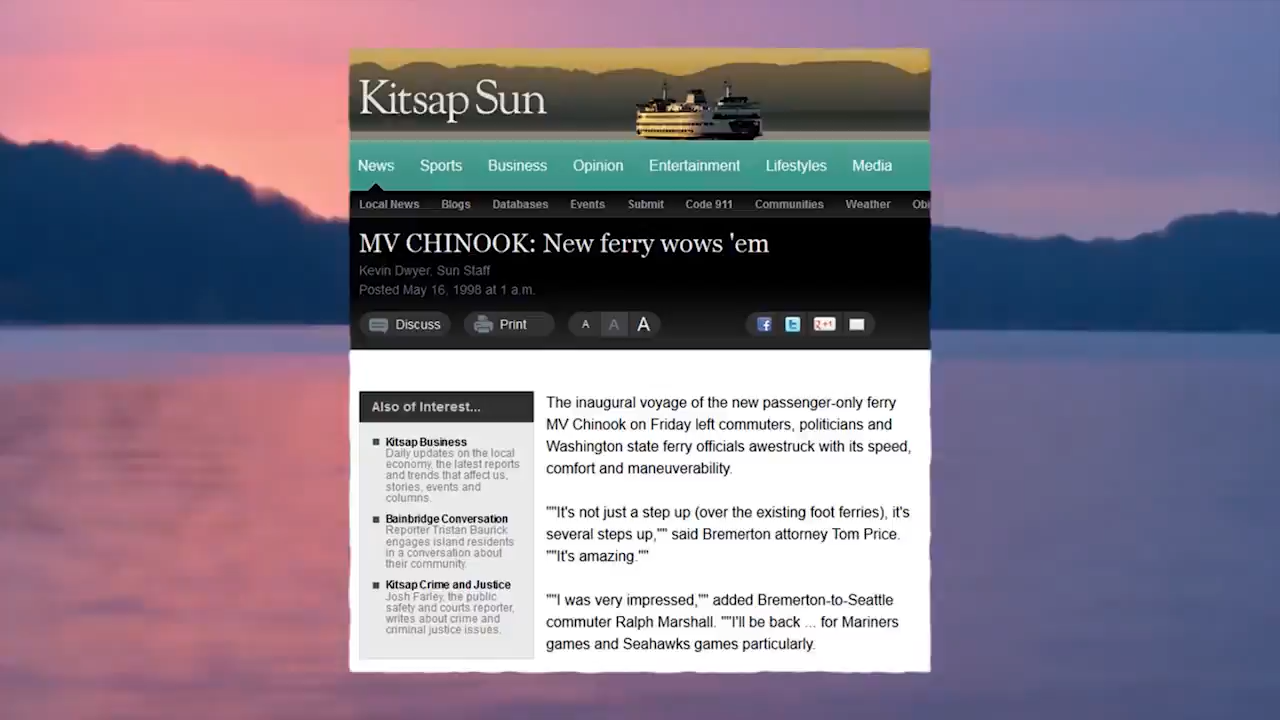 Kitsap Sun
News Sports Business Opinion Entertainment Lifestyles Media
Local News Blogs Databases Events Submit Code 911 Communities Weather Obi
MV CHINOOK: New ferry wows 'em
Kevin Dwyer, Sun Staff
Posted May 16, 1998 at 1 a.m.
Discuss Print A A A
Also of Interest...
Kitsap Business
Daily updates on the local
economy, the latest reports
and trends that affect us,
stories, events and
columns.
Bainbridge Conversation
Reporter Tristan Baurick
engages island residents
in a conversation about
their community.
Kitsap Crime and Justice
Josh Farley, the public
safety and courts reporter,
writes about crime and
criminal justice issues.
The inaugural voyage of the new passenger-only ferry
MV Chinook on Friday left commuters, politicians and
Washington state ferry officials awestruck with its speed,
comfort and maneuverability.
""It's not just a step up (over the existing foot ferries), it's
several steps up,"" said Bremerton attorney Tom Price.
""It's amazing.""
""I was very impressed,"" added Bremerton-to-Seattle
commuter Ralph Marshall. ""I'll be back ... for Mariners
games and Seahawks games particularly.